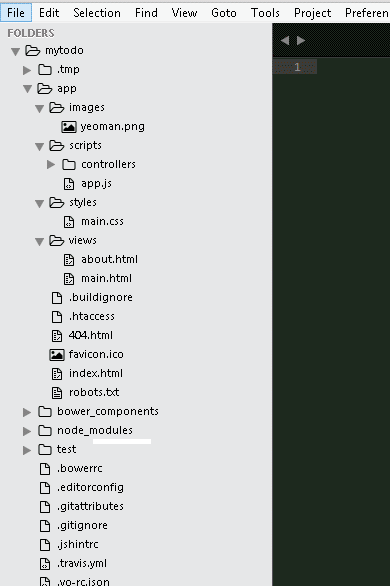 File Edit Selection Find View Goto Tools Project Preferen
FOLDERS
mytodo
.tmp
app
images
yeoman.png
scripts
controllers
app.js
styles
main.css
views
about.html
main.html
.buildignore
.htaccess
404.html
favicon.ico
index.html
robots.txt
bower_components
node_modules
test
.bowerrc
.editorconfig
.gitattributes
.gitignore
.jshintrc
.travis.yml
.yo-rc.json
1